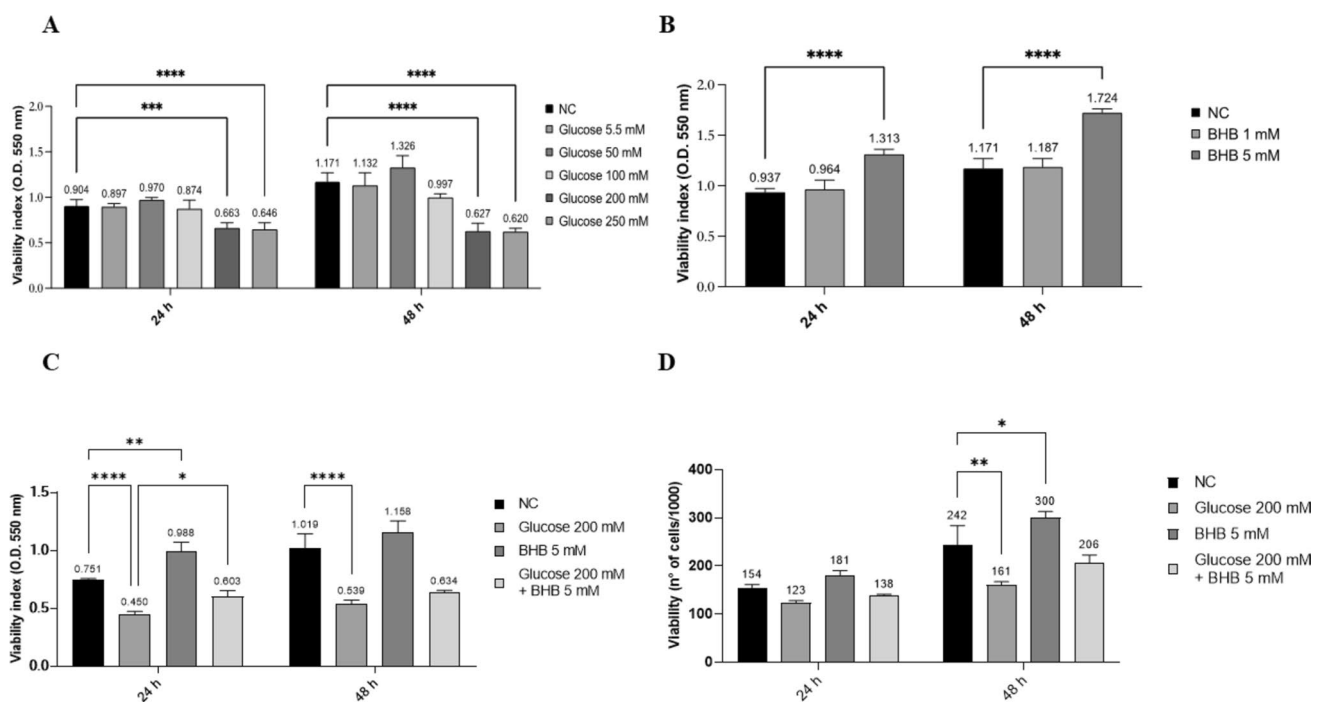 A
****
***
****
****
Viability index (O.D. 550 nm)
2.0
1.5
1.0
0.5
0.0
0.904
0.897
0.970
0.874
0.663
0.646
1.171
1.132
1.326
0.997
0.627
0.620
24 h
48 h
NC
Glucose 5.5 mM
Glucose 50 mM
Glucose 100 mM
Glucose 200 mM
Glucose 250 mM
B
****
****
Viability index (O.D. 550 nm)
2.0
1.5
1.0
0.5
0.0
0.937
0.964
1.313
1.171
1.187
1.724
24 h
48 h
NC
BHB 1 mM
BHB 5 mM
C
**
****
*
****
Viability index (O.D. 550 nm)
1.5
1.0
0.5
0.0
0.751
0.450
0.988
0.603
1.019
0.539
1.158
0.634
24 h
48 h
NC
Glucose 200 mM
BHB 5 mM
Glucose 200 mM
+ BHB 5 mM
D
*
**
Viability (n° of cells/1000)
400
300
200
100
0
154
123
181
138
242
161
300
206
24 h
48 h
NC
Glucose 200 mM
BHB 5 mM
Glucose 200 mM
+ BHB 5 mM